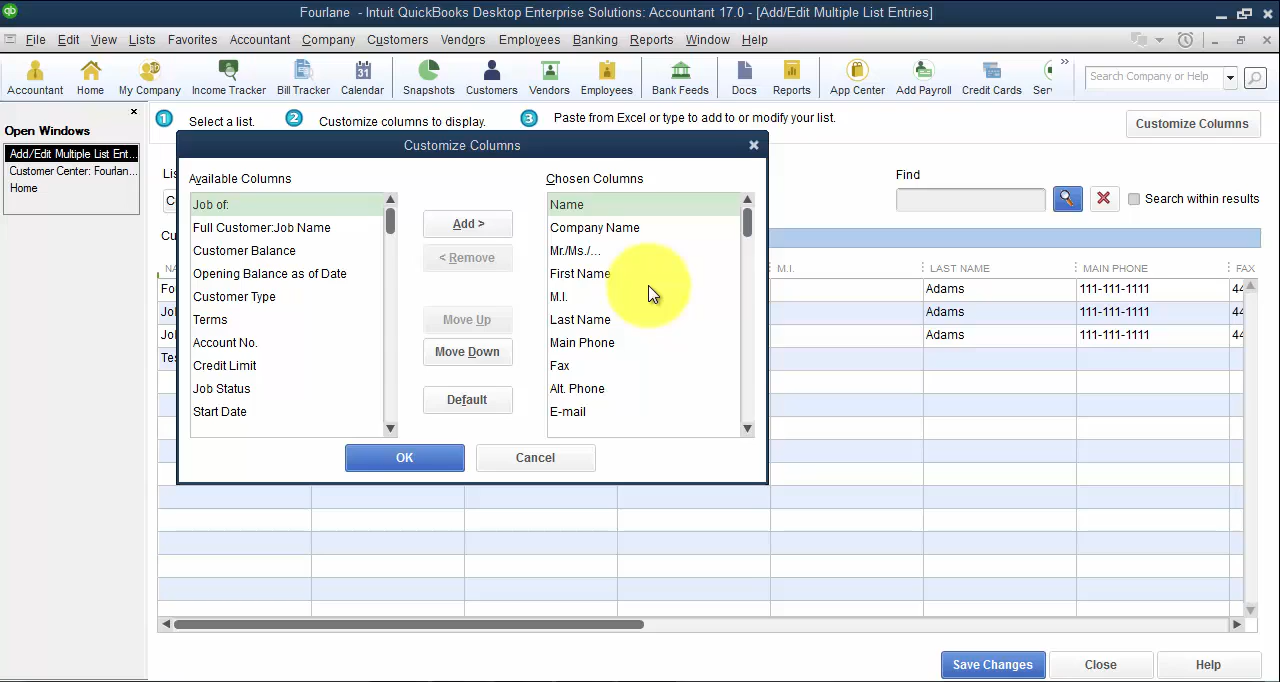 Fourlane - Intuit QuickBooks Desktop Enterprise Solutions: Accountant 17.0 - [Add/Edit Multiple List Entries]
File Edit View Lists Favorites Accountant Company Customers Vendors Employees Banking Reports Window Help
Accountant Home My Company Income Tracker Bill Tracker Calendar Snapshots Customers Vendors Employees Bank Feeds Docs Reports App Center Add Payroll Credit Cards Ser
Search Company or Help
Open Windows
Add/Edit Multiple List Ent...
Customer Center: Fourlan...
Home
1 Select a list. 2 Customize columns to display. 3 Paste from Excel or type to add to or modify your list.
Customize Columns
Customize Columns
Available Columns
Job of:
Full Customer:Job Name
Customer Balance
Opening Balance as of Date
Customer Type
Terms
Account No.
Credit Limit
Job Status
Start Date
Add >
< Remove
Move Up
Move Down
Default
Chosen Columns
Name
Company Name
Mr./Ms./...
First Name
M.I.
Last Name
Main Phone
Fax
Alt. Phone
E-mail
OK Cancel
Find
Search within results
M.I. LAST NAME MAIN PHONE FAX
Adams 111-111-1111 44
Adams 111-111-1111 44
Adams 111-111-1111 44
Save Changes Close Help